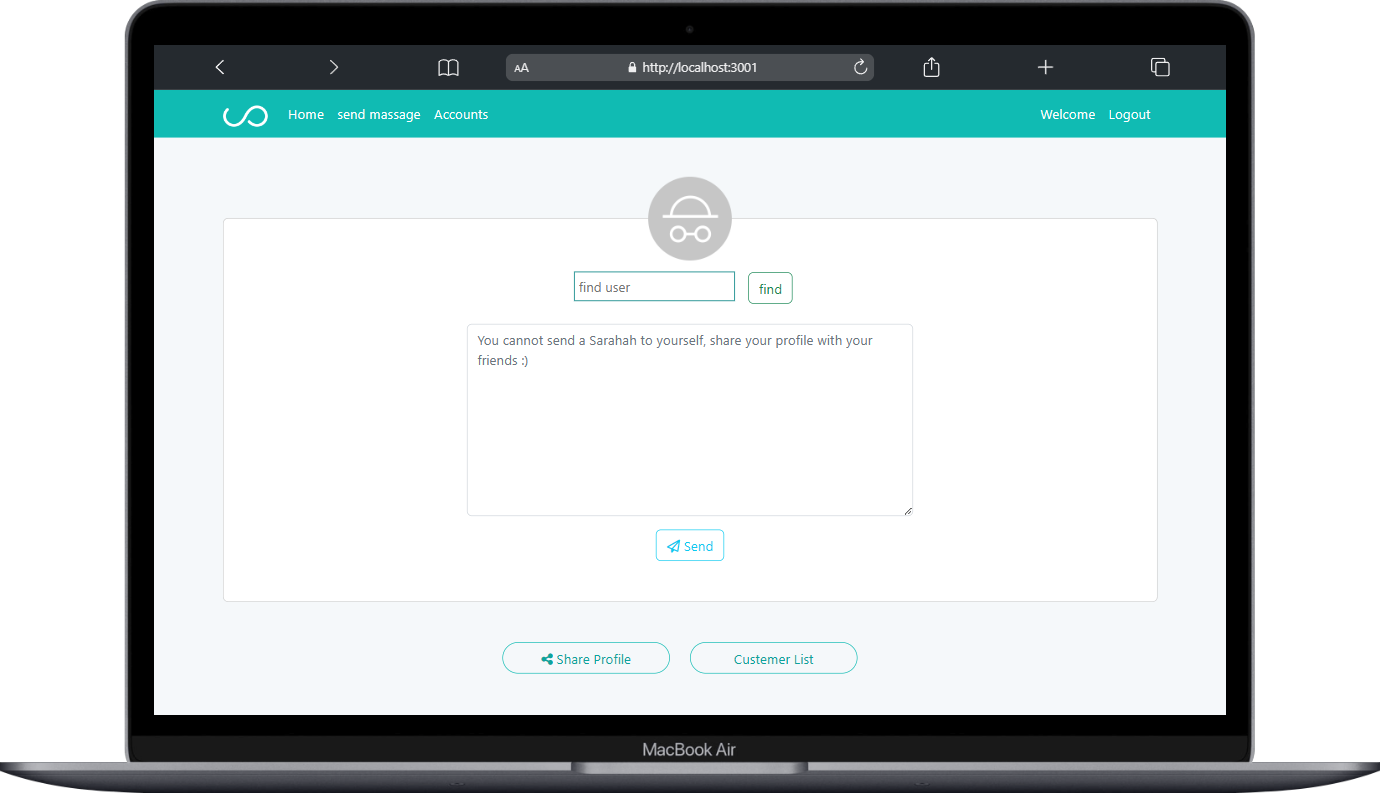 AA http://localhost:3001
Home send massage Accounts Welcome Logout
find user find
You cannot send a Sarahah to yourself, share your profile with your
friends :)
Send
Share Profile Custemer List
MacBook Air